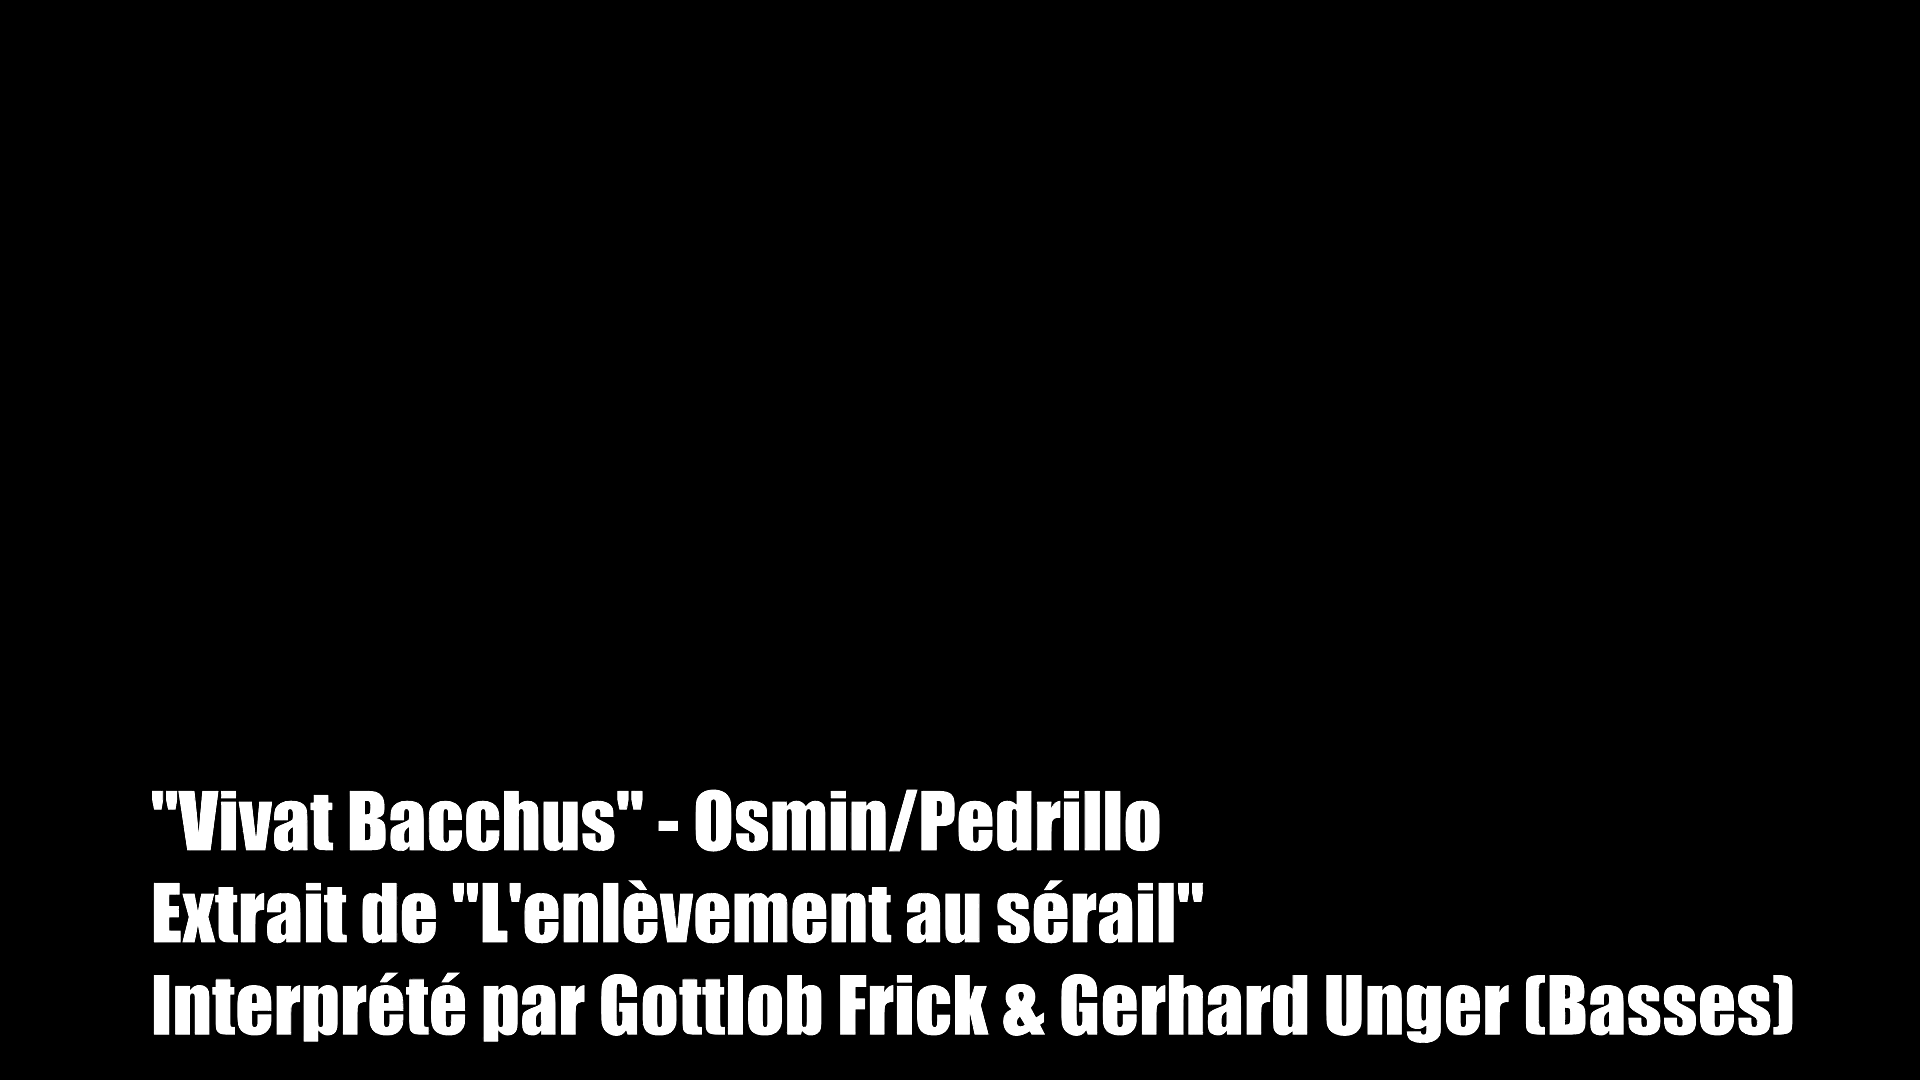 "Vivat Bacchus" - Osmin/Pedrillo
Extrait de "L'enlèvement au sérail"
Interprété par Gottlob Frick & Gerhard Unger (Basses)